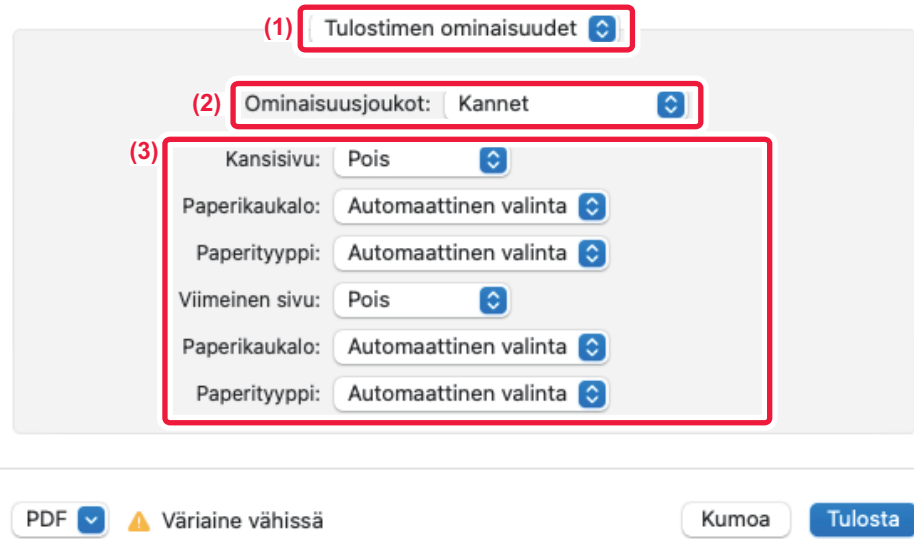 (1) Tulostimen ominaisuudet
(2) Ominaisuusjoukot: Kannet
(3)
Kansisivu: Pois
Paperikaukalo: Automaattinen valinta
Paperityyppi: Automaattinen valinta
Viimeinen sivu: Pois
Paperikaukalo: Automaattinen valinta
Paperityyppi: Automaattinen valinta
PDF Väriaine vähissä Kumoa Tulosta